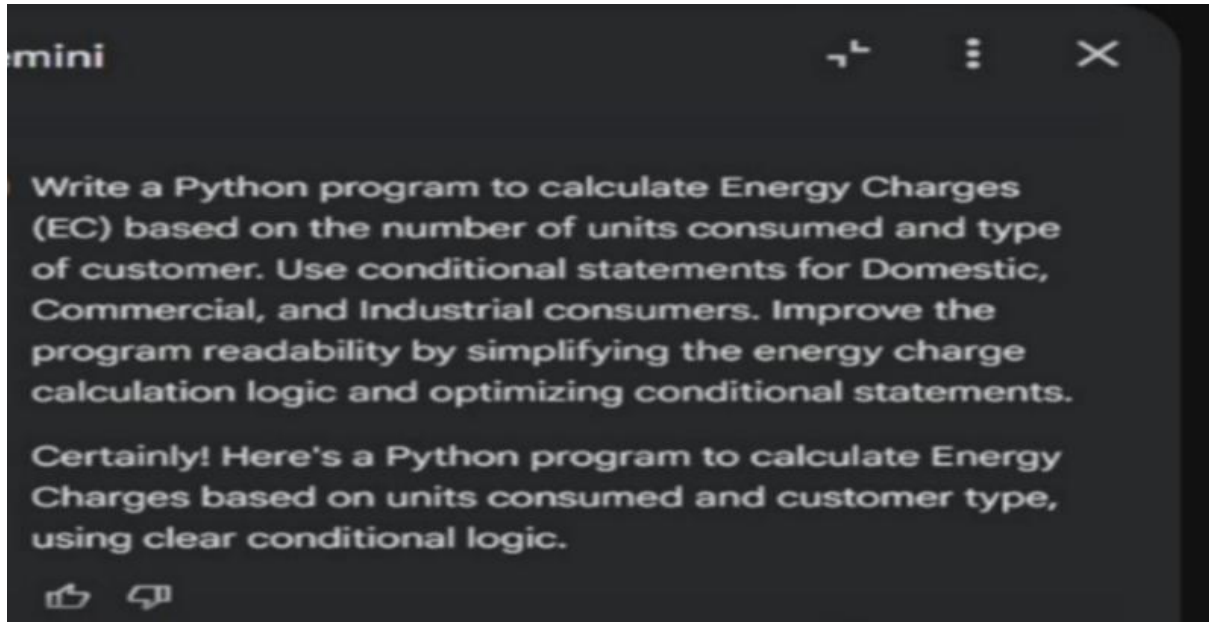 emini
Write a Python program to calculate Energy Charges
(EC) based on the number of units consumed and type
of customer. Use conditional statements for Domestic,
Commercial, and Industrial consumers. Improve the
program readability by simplifying the energy charge
calculation logic and optimizing conditional statements.
Certainly! Here's a Python program to calculate Energy
Charges based on units consumed and customer type,
using clear conditional logic.